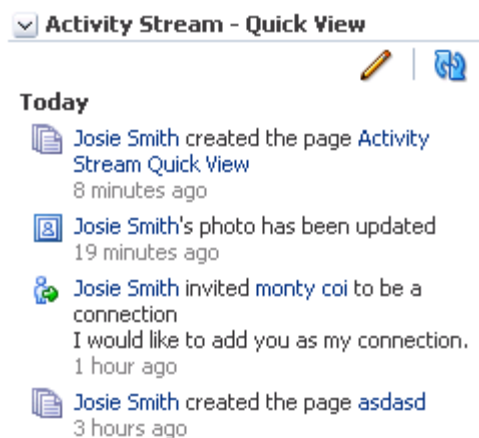 Activity Stream - Quick View
Today
Josie Smith created the page Activity
Stream Quick View
8 minutes ago
Josie Smith's photo has been updated
19 minutes ago
Josie Smith invited monty coi to be a
connection
I would like to add you as my connection.
1 hour ago
Josie Smith created the page asdasd
3 hours ago